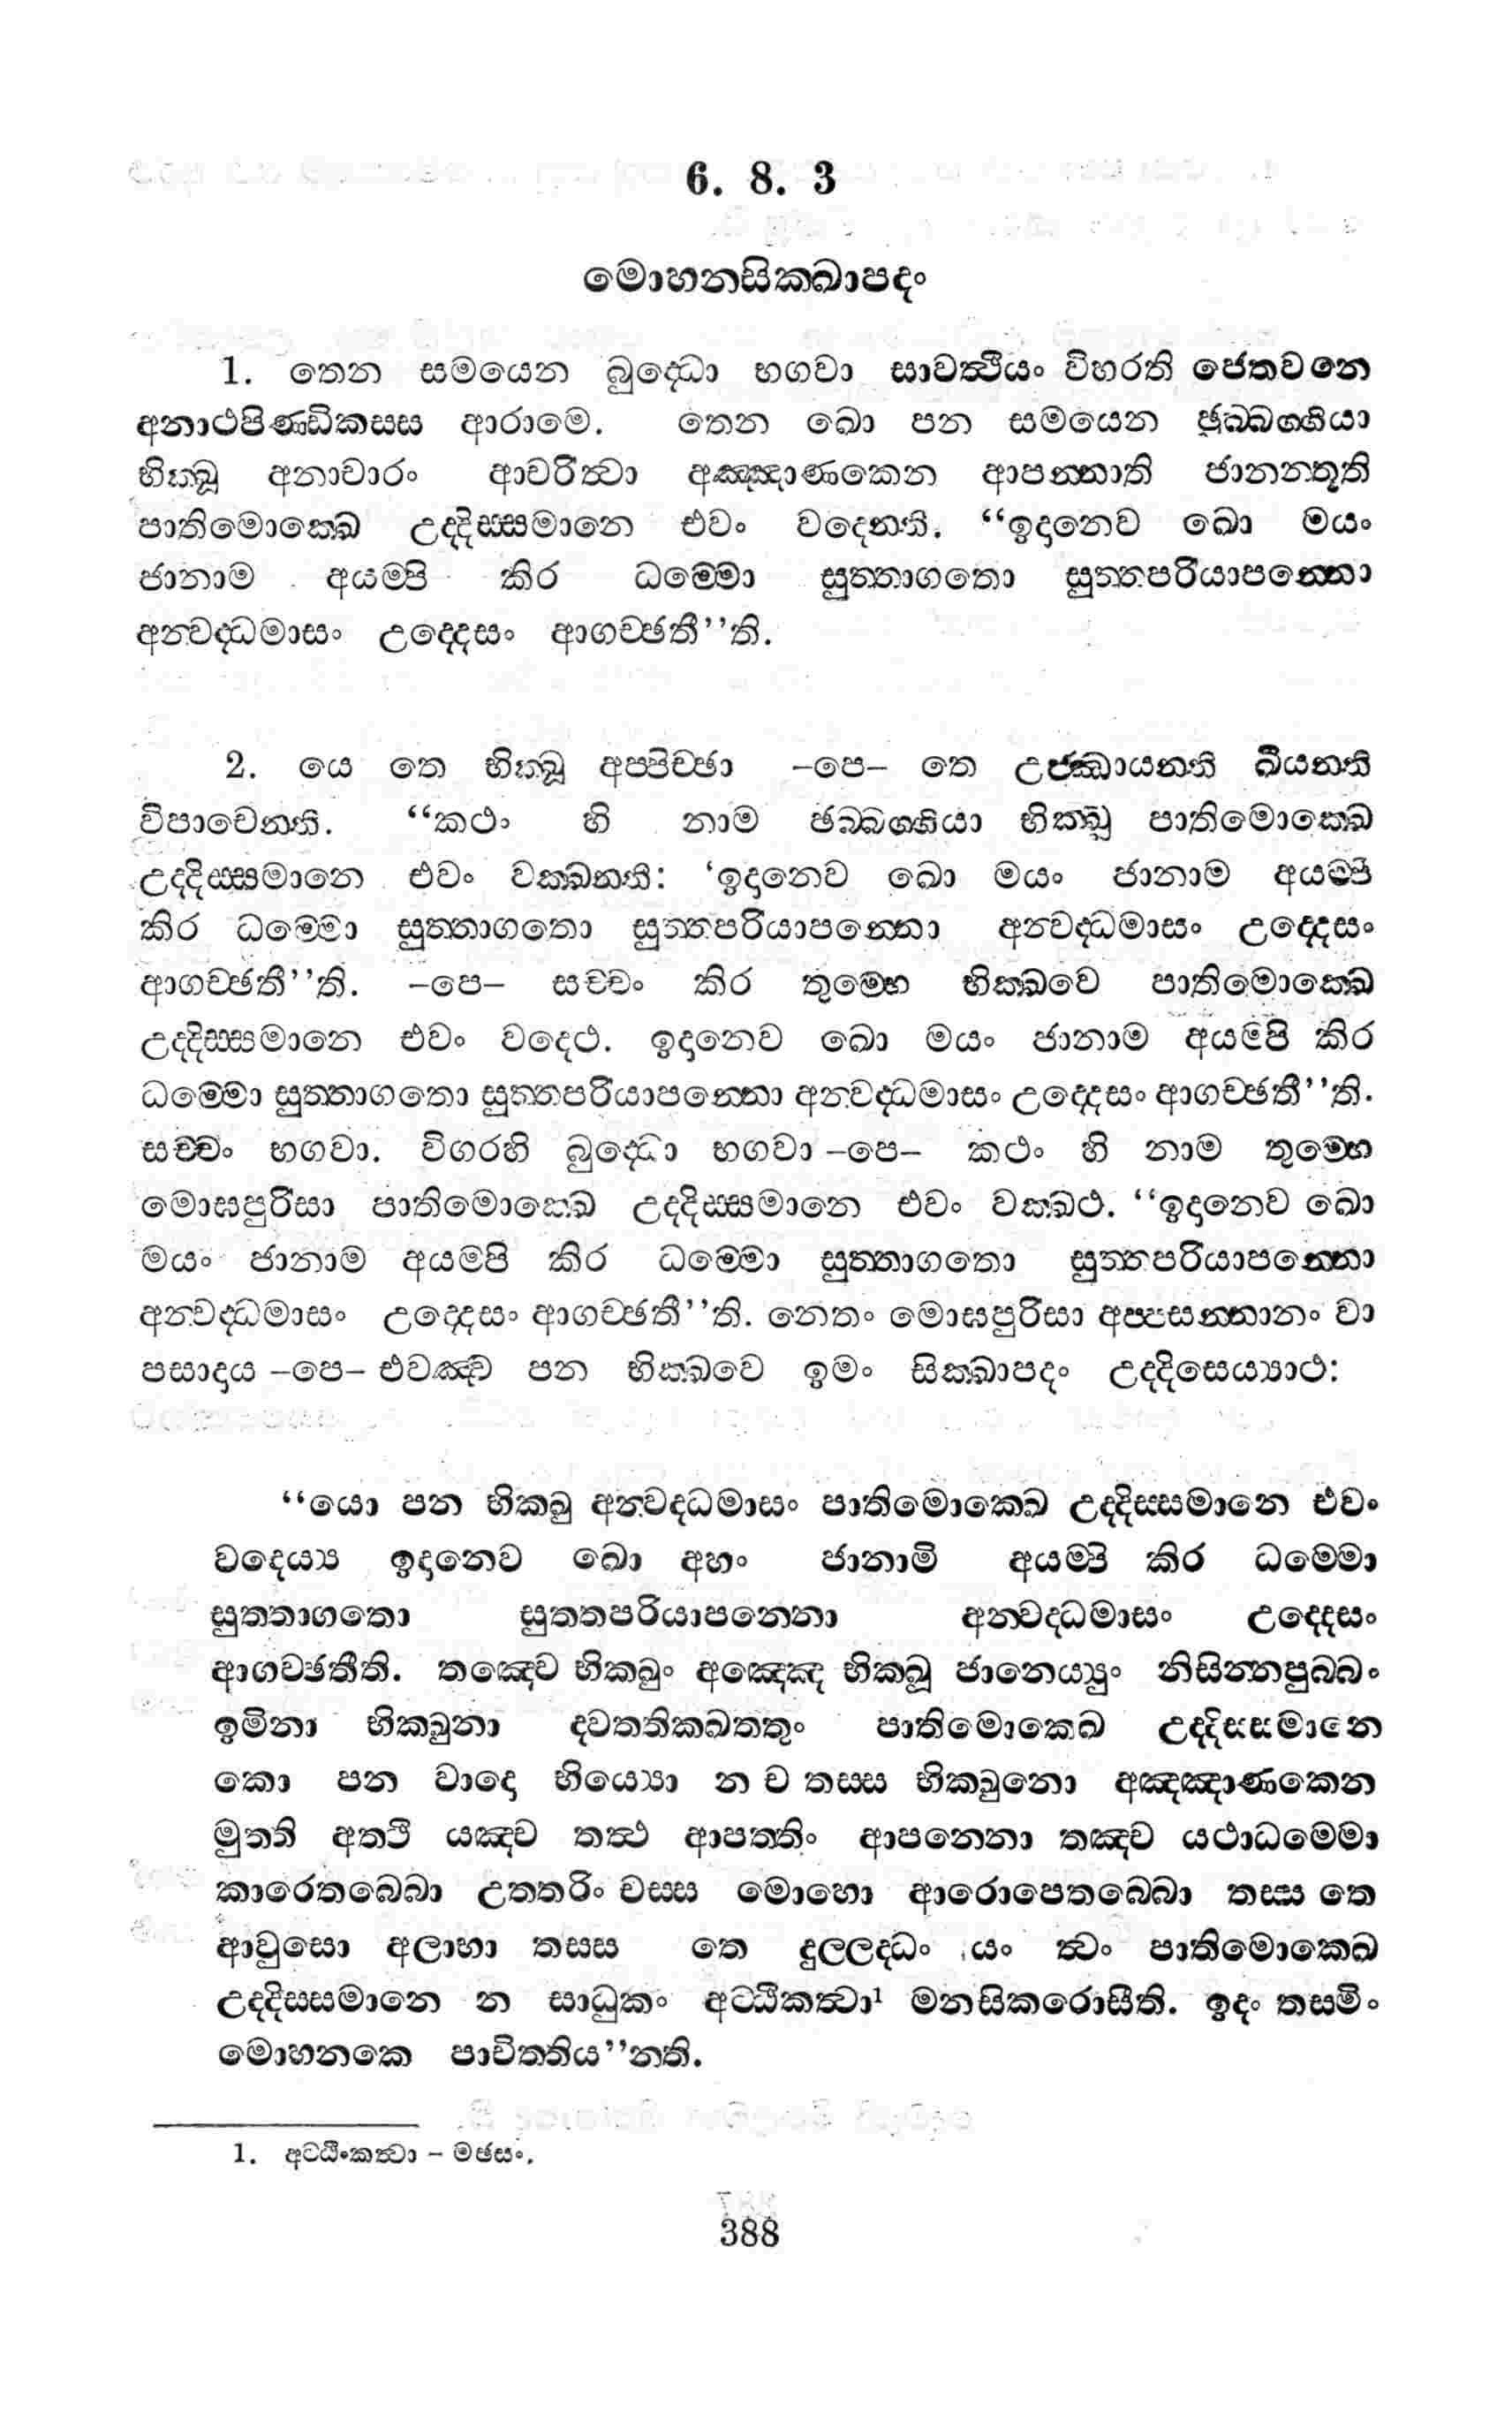 6. 8. 3
මොහනසික්ඛාපදං
1. තෙන සමයෙන බුද්ධො භගවා සාවත්ථියං විහරති ජෙතවනෙ
අනාථපිණ්ඩිකස්ස ආරාමෙ. තෙන ඛො පන සමයෙන ඡබ්බග්ගියා
භික්ඛූ අනාචාරං ආචරිත්වා අඤ්ඤාණකෙන ආපන්නාති ජානන්තූති
පාතිමොක්ඛෙ උද්දිස්සමානෙ එවං වදෙන්ති. “ඉදානෙව ඛො මයං
ජානාම අයම්පි කිර ධම්මො සුත්තාගතො සුත්තපරියාපන්නො
අන්වද්ධමාසං උද්දෙසං ආගච්ඡතී’’ති.
2. යෙ තෙ භික්ඛූ අප්පිච්ඡා –පෙ– තෙ උජ්ඣායන්ති ඛීයන්ති
විපාචෙන්ති. “කථං හි නාම ඡබ්බග්ගියා භික්ඛූ පාතිමොක්ඛෙ
උද්දිස්සමානෙ එවං වක්ඛන්ති: ‘ඉදානෙව ඛො මයං ජානාම අයම්පි
කිර ධම්මො සුත්තාගතො සුත්තපරියාපන්නො අන්වද්ධමාසං උද්දෙසං
ආගච්ඡතී’’ති. –පෙ– සච්චං කිර තුම්හෙ භික්ඛවෙ පාතිමොක්ඛෙ
උද්දිස්සමානෙ එවං වදෙථ. ඉදානෙව ඛො මයං ජානාම අයම්පි කිර
ධම්මො සුත්තාගතො සුත්තපරියාපන්නො අන්වද්ධමාසං උද්දෙසං ආගච්ඡතී’’ති.
සච්චං භගවා. විගරහි බුද්ධො භගවා –පෙ– කථං හි නාම තුම්හෙ
මොඝපුරිසා පාතිමොක්ඛෙ උද්දිස්සමානෙ එවං වක්ඛථ. “ඉදානෙව ඛො
මයං ජානාම අයම්පි කිර ධම්මො සුත්තාගතො සුත්තපරියාපන්නො
අන්වද්ධමාසං උද්දෙසං ආගච්ඡතී’’ති. නෙතං මොඝපුරිසා අප්පසන්නානං වා
පසාදාය –පෙ– එවඤ්ච පන භික්ඛවෙ ඉමං සික්ඛාපදං උද්දිසෙය්‍යාථ:
“යො පන භික්ඛු අන්වද්ධමාසං පාතිමොක්ඛෙ උද්දිස්සමානෙ එවං
වදෙය්‍ය ඉදානෙව ඛො අහං ජානාමි අයම්පි කිර ධම්මො
සුත්තාගතො සුත්තපරියාපන්නො අන්වද්ධමාසං උද්දෙසං
ආගච්ඡතීති. තඤ්ඤෙව භික්ඛුං අඤ්ඤෙ භික්ඛූ ජානෙය්‍යුං නිසින්නපුබ්බං
ඉමිනා භික්ඛුනා ද්වත්තික්ඛත්තුං පාතිමොක්ඛෙ උද්දිස්සමානෙ
කො පන වාදො භිය්‍යො න ච තස්ස භික්ඛුනො අඤ්ඤාණකෙන
මුත්ති අත්ථි යඤ්ච තත්ථ ආපත්තිං ආපන්නො තඤ්ච යථාධම්මො
කාරෙතබ්බො උත්තරිං චස්ස මොහො ආරොපෙතබ්බො තස්ස තෙ
ආවුසො අලාභා තස්ස තෙ දුල්ලද්ධං යං ත්වං පාතිමොක්ඛෙ
උද්දිස්සමානෙ න සාධුකං අට්ඨිකත්වා¹ මනසිකරොසීති. ඉදං තස්මිං
මොහනකෙ පාචිත්තිය’’න්ති.
1. අට්ඨිංකත්වා – මඡසං.
388